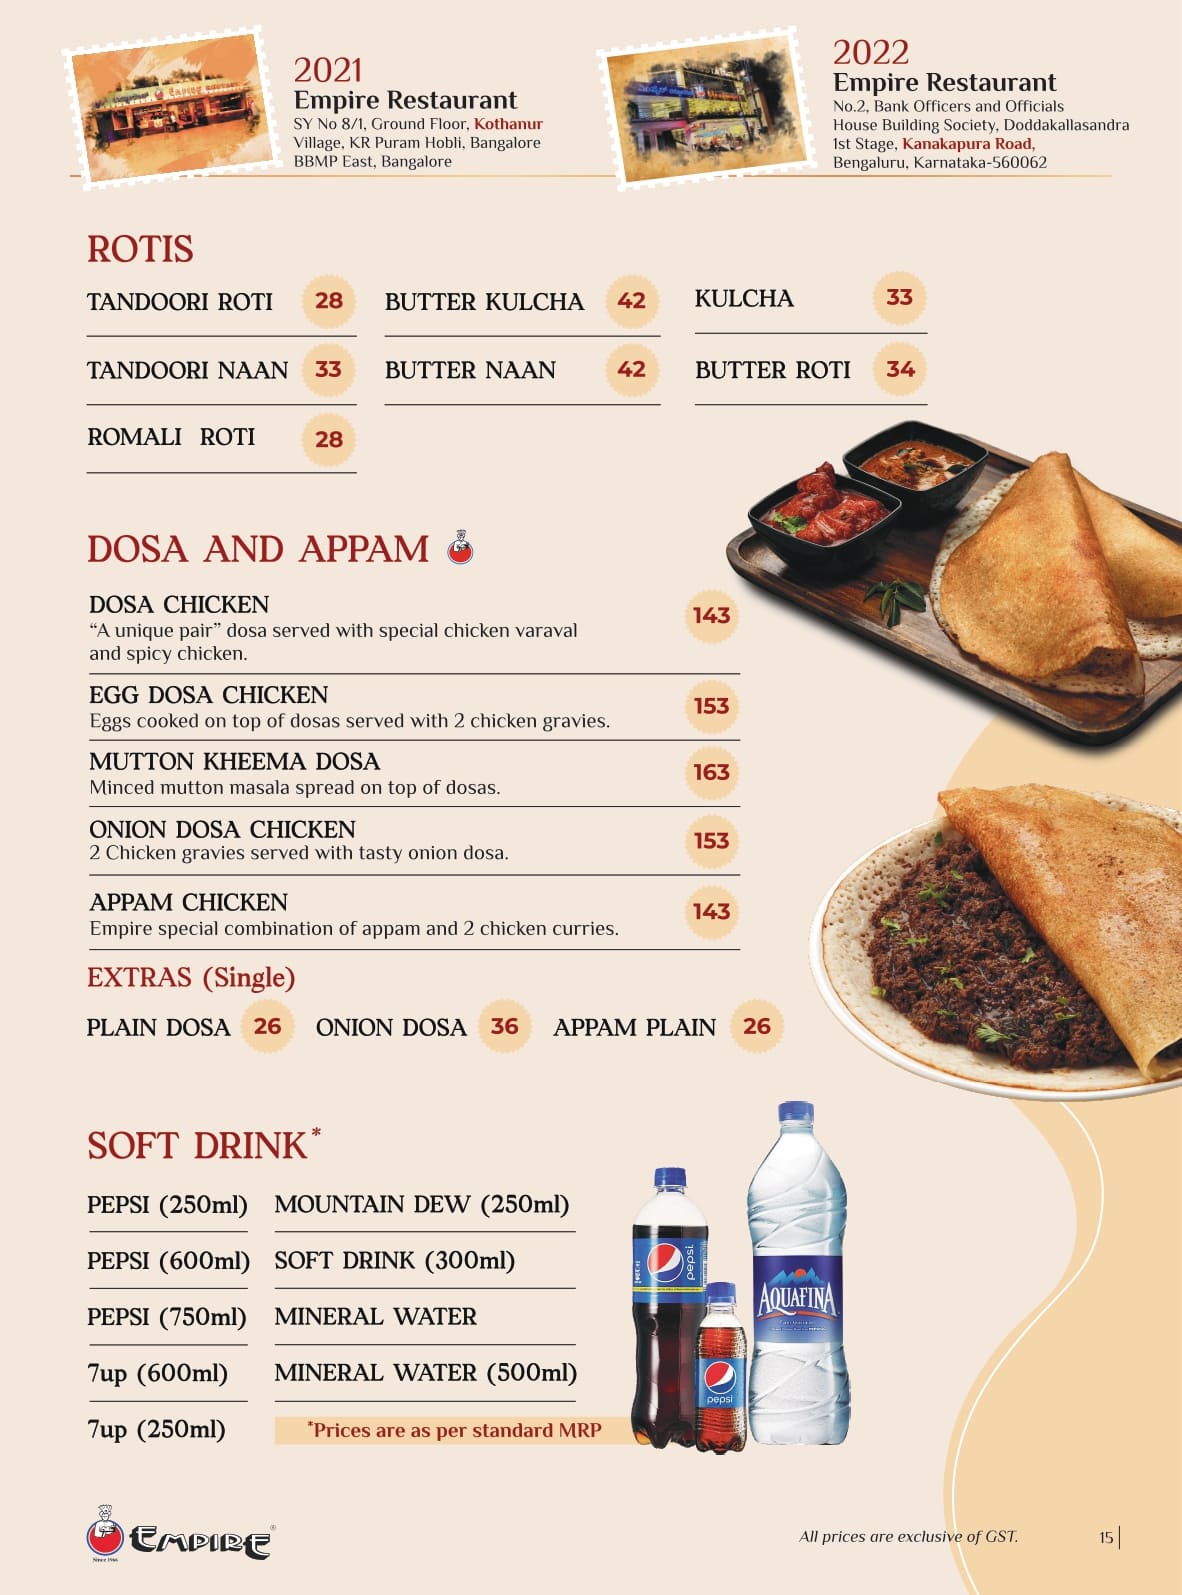 2021
Empire Restaurant
SY No 8/1, Ground Floor, Kothanur
Village, KR Puram Hobli, Bangalore
BBMP East, Bangalore
2022
Empire Restaurant
No.2, Bank Officers and Officials
House Building Society, Doddakallasandra
1st Stage, Kanakapura Road,
Bengaluru, Karnataka-560062
ROTIS
TANDOORI ROTI 28
BUTTER KULCHA 42
KULCHA 33
TANDOORI NAAN 33
BUTTER NAAN 42
BUTTER ROTI 34
ROMALI ROTI 28
DOSA AND APPAM
DOSA CHICKEN 143
“A unique pair” dosa served with special chicken varaval
and spicy chicken.
EGG DOSA CHICKEN 153
Eggs cooked on top of dosas served with 2 chicken gravies.
MUTTON KHEEMA DOSA 163
Minced mutton masala spread on top of dosas.
ONION DOSA CHICKEN 153
2 Chicken gravies served with tasty onion dosa.
APPAM CHICKEN 143
Empire special combination of appam and 2 chicken curries.
EXTRAS (Single)
PLAIN DOSA 26
ONION DOSA 36
APPAM PLAIN 26
SOFT DRINK*
PEPSI (250ml)
MOUNTAIN DEW (250ml)
PEPSI (600ml)
SOFT DRINK (300ml)
PEPSI (750ml)
MINERAL WATER
7up (600ml)
MINERAL WATER (500ml)
7up (250ml)
*Prices are as per standard MRP
pepsi
pepsi
AQUAFINA
EMPIRE®
Since 1966
All prices are exclusive of GST.
15